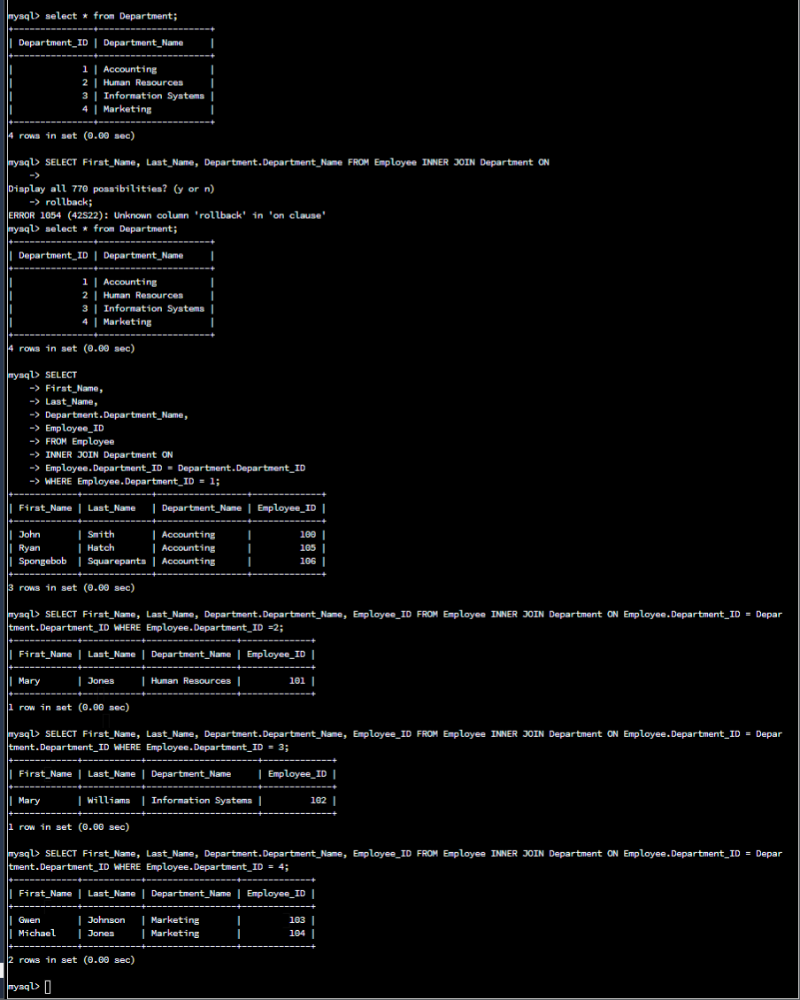 mysql> select * from Department;
+---------------+---------------------+
| Department_ID | Department_Name     |
+---------------+---------------------+
|             1 | Accounting          |
|             2 | Human Resources     |
|             3 | Information Systems |
|             4 | Marketing           |
+---------------+---------------------+
4 rows in set (0.00 sec)

mysql> SELECT First_Name, Last_Name, Department.Department_Name FROM Employee INNER JOIN Department ON
    ->
Display all 770 possibilities? (y or n)
    -> rollback;
ERROR 1054 (42S22): Unknown column 'rollback' in 'on clause'
mysql> select * from Department;
+---------------+---------------------+
| Department_ID | Department_Name     |
+---------------+---------------------+
|             1 | Accounting          |
|             2 | Human Resources     |
|             3 | Information Systems |
|             4 | Marketing           |
+---------------+---------------------+
4 rows in set (0.00 sec)

mysql> SELECT
    -> First_Name,
    -> Last_Name,
    -> Department.Department_Name,
    -> Employee_ID
    -> FROM Employee
    -> INNER JOIN Department ON
    -> Employee.Department_ID = Department.Department_ID
    -> WHERE Employee.Department_ID = 1;
+------------+-------------+-----------------+-------------+
| First_Name | Last_Name   | Department_Name | Employee_ID |
+------------+-------------+-----------------+-------------+
| John       | Smith       | Accounting      |         100 |
| Ryan       | Hatch       | Accounting      |         105 |
| Spongebob  | Squarepants | Accounting      |         106 |
+------------+-------------+-----------------+-------------+
3 rows in set (0.00 sec)

mysql> SELECT First_Name, Last_Name, Department.Department_Name, Employee_ID FROM Employee INNER JOIN Department ON Employee.Department_ID = Depar
tment.Department_ID WHERE Employee.Department_ID =2;
+------------+-----------+-----------------+-------------+
| First_Name | Last_Name | Department_Name | Employee_ID |
+------------+-----------+-----------------+-------------+
| Mary       | Jones     | Human Resources |         101 |
+------------+-----------+-----------------+-------------+
1 row in set (0.00 sec)

mysql> SELECT First_Name, Last_Name, Department.Department_Name, Employee_ID FROM Employee INNER JOIN Department ON Employee.Department_ID = Depar
tment.Department_ID WHERE Employee.Department_ID = 3;
+------------+-----------+---------------------+-------------+
| First_Name | Last_Name | Department_Name     | Employee_ID |
+------------+-----------+---------------------+-------------+
| Mary       | Williams  | Information Systems |         102 |
+------------+-----------+---------------------+-------------+
1 row in set (0.00 sec)

mysql> SELECT First_Name, Last_Name, Department.Department_Name, Employee_ID FROM Employee INNER JOIN Department ON Employee.Department_ID = Depar
tment.Department_ID WHERE Employee.Department_ID = 4;
+------------+-----------+-----------------+-------------+
| First_Name | Last_Name | Department_Name | Employee_ID |
+------------+-----------+-----------------+-------------+
| Gwen       | Johnson   | Marketing       |         103 |
| Michael    | Jones     | Marketing       |         104 |
+------------+-----------+-----------------+-------------+
2 rows in set (0.00 sec)

mysql>